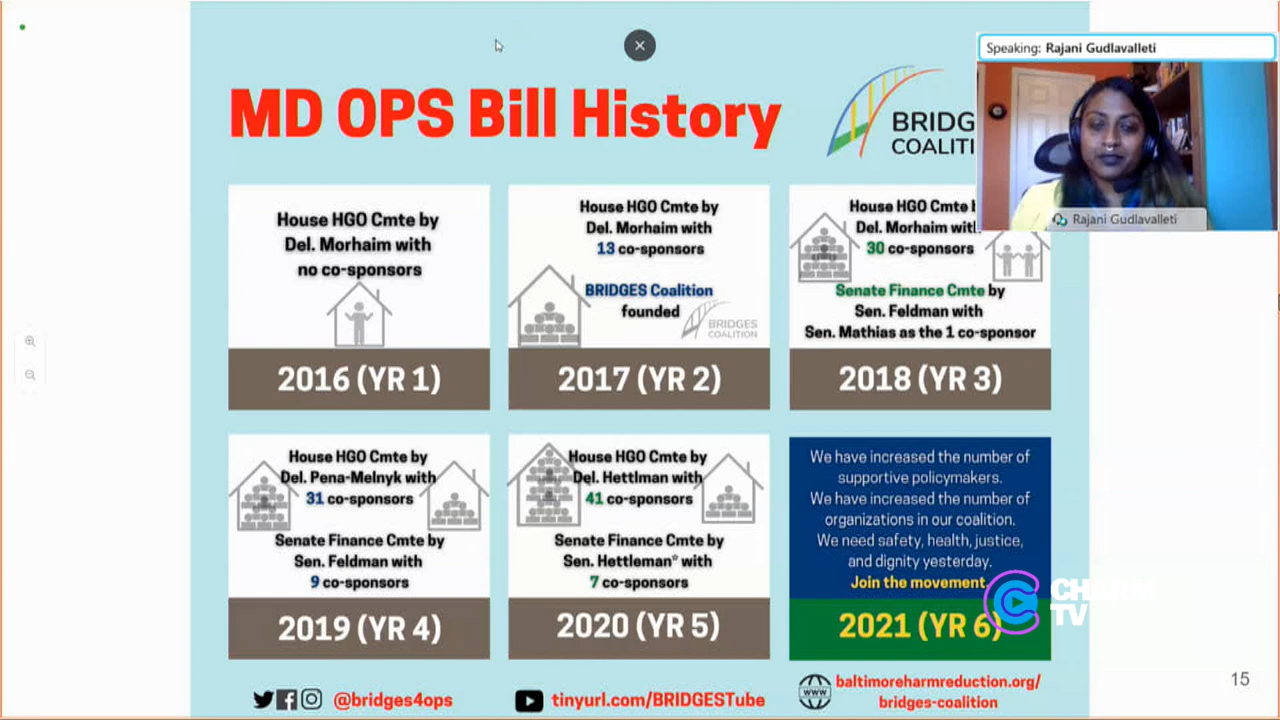 Speaking: Rajani Gudlavalleti
Rajani Gudlavalleti
MD OPS Bill History
BRIDG
COALITI
House HGO Cmte by
Del. Morhaim with
no co-sponsors
2016 (YR 1)
House HGO Cmte by
Del. Morhaim with
13 co-sponsors
BRIDGES Coalition
founded
BRIDGES
COALITION
2017 (YR 2)
House HGO Cmte
Del. Morhaim with
30 co-sponsors
Senate Finance Cmte by
Sen. Feldman with
Sen. Mathias as the 1 co-sponsor
2018 (YR 3)
House HGO Cmte by
Del. Pena-Melnyk with
31 co-sponsors
Senate Finance Cmte by
Sen. Feldman with
9 co-sponsors
2019 (YR 4)
House HGO Cmte by
Del. Hettlman with
41 co-sponsors
Senate Finance Cmte by
Sen. Hettleman* with
7 co-sponsors
2020 (YR 5)
We have increased the number of
supportive policymakers.
We have increased the number of
organizations in our coalition.
We need safety, health, justice,
and dignity yesterday.
Join the movement.
2021 (YR 6)
CHARM
TV
@bridges4ops
tinyurl.com/BRIDGESTube
WWW
baltimoreharmreduction.org/
bridges-coalition
15